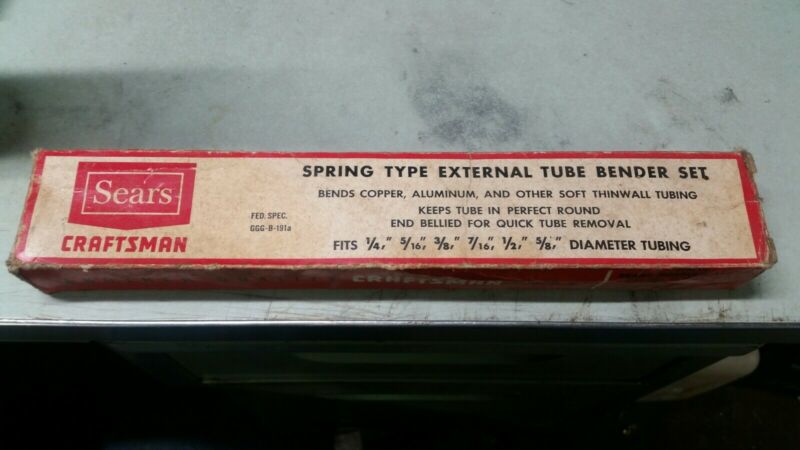 Sears
CRAFTSMAN
FED. SPEC.
GGG-B-191a
SPRING TYPE EXTERNAL TUBE BENDER SET
BENDS COPPER, ALUMINUM, AND OTHER SOFT THINWALL TUBING
KEEPS TUBE IN PERFECT ROUND
END BELLIED FOR QUICK TUBE REMOVAL
FITS 1/4," 5/16," 3/8," 7/16," 1/2," 5/8," DIAMETER TUBING
CRAFTSMAN